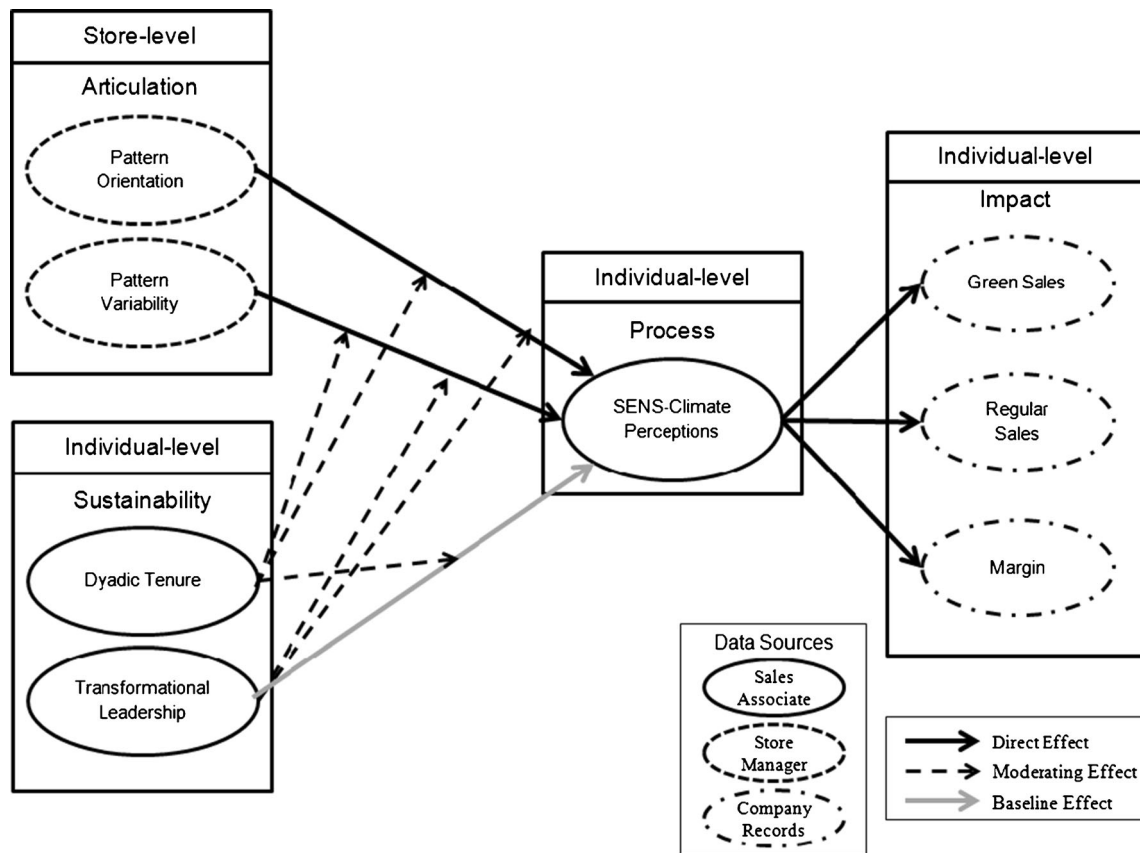 Store-level
Articulation
Pattern
Orientation
Pattern
Variability
Individual-level
Sustainability
Dyadic Tenure
Transformational
Leadership
Individual-level
Process
SENS-Climate
Perceptions
Individual-level
Impact
Green Sales
Regular
Sales
Margin
Data Sources
Sales
Associate
Store
Manager
Company
Records
Direct Effect
Moderating Effect
Baseline Effect